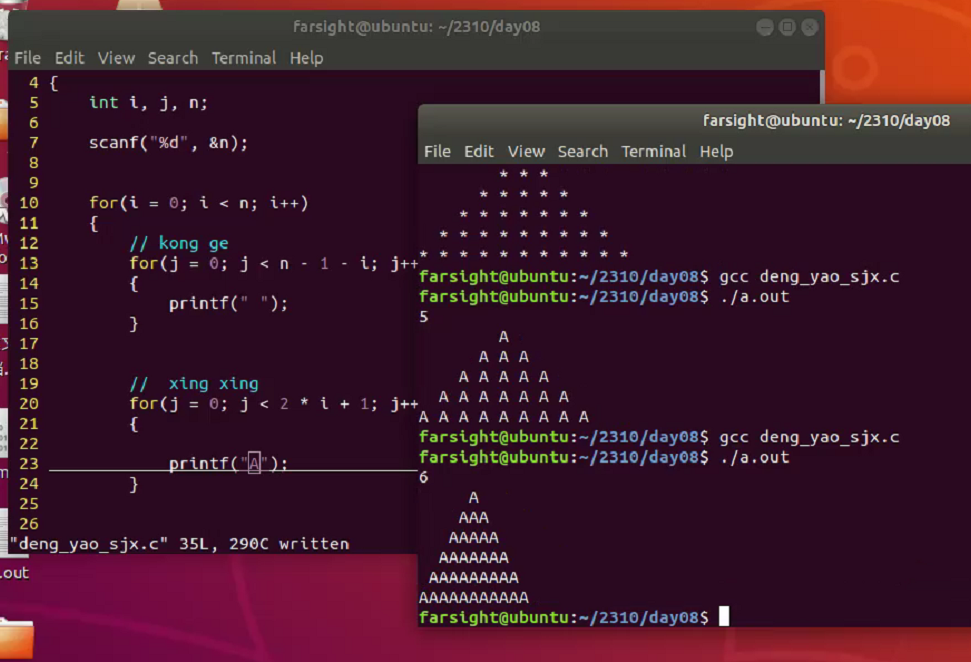 farsight@ubuntu: ~/2310/day08
File Edit View Search Terminal Help
4 {
5     int i, j, n;
6
7     scanf("%d", &n);
8
9
10     for(i = 0; i < n; i++)
11     {
12         // kong ge
13         for(j = 0; j < n - 1 - i; j++
14         {
15             printf(" ");
16         }
17
18
19         //  xing xing
20         for(j = 0; j < 2 * i + 1; j++
21         {
22
23             printf("A");
24         }
25
26
"deng_yao_sjx.c" 35L, 290C written
.out
farsight@ubuntu: ~/2310/day08
File Edit View Search Terminal Help
        * * *
      * * * * *
    * * * * * * *
  * * * * * * * * *
* * * * * * * * * * *
farsight@ubuntu:~/2310/day08$ gcc deng_yao_sjx.c
farsight@ubuntu:~/2310/day08$ ./a.out
5
        A
      A A A
    A A A A A
  A A A A A A A
A A A A A A A A A
farsight@ubuntu:~/2310/day08$ gcc deng_yao_sjx.c
farsight@ubuntu:~/2310/day08$ ./a.out
6
     A
    AAA
   AAAAA
  AAAAAAA
 AAAAAAAAA
AAAAAAAAAAA
farsight@ubuntu:~/2310/day08$